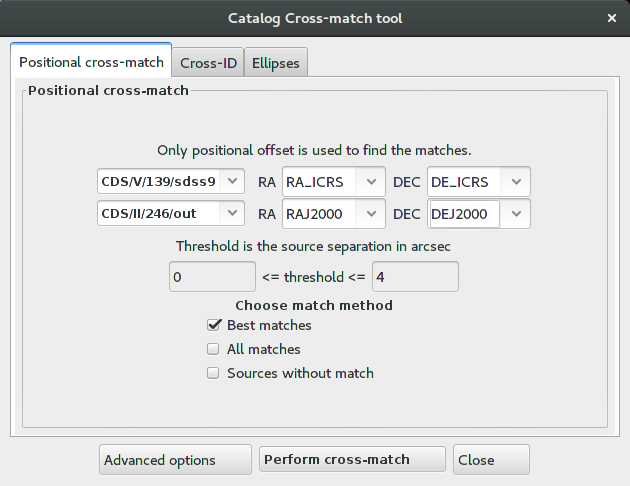 Catalog Cross-match tool ×
Positional cross-match Cross-ID Ellipses
Positional cross-match
Only positional offset is used to find the matches.
CDS/V/139/sdss9 RA RA_ICRS DEC DE_ICRS
CDS/II/246/out RA RAJ2000 DEC DEJ2000
Threshold is the source separation in arcsec
0 <= threshold <= 4
Choose match method
Best matches
All matches
Sources without match
Advanced options Perform cross-match Close